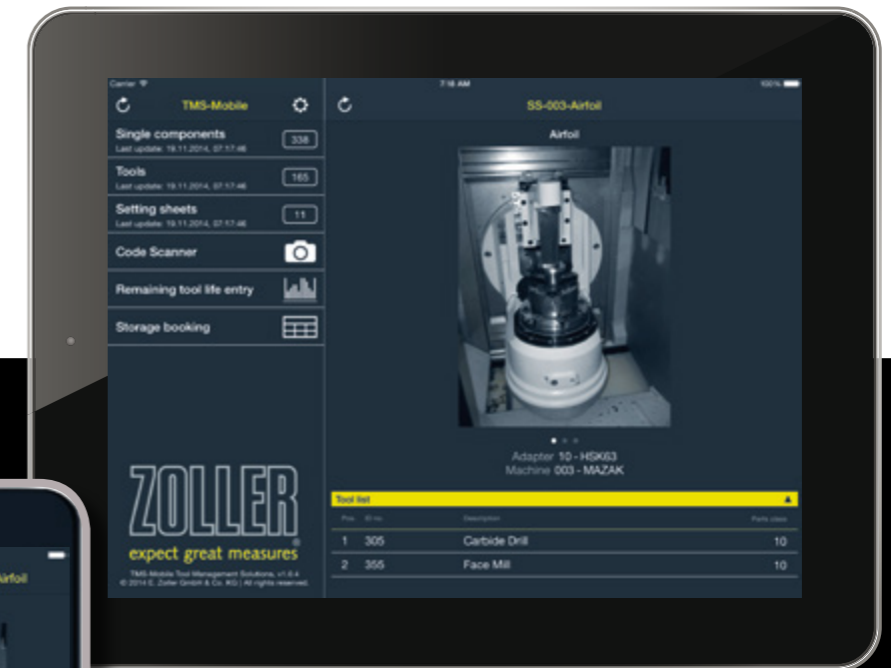 Carrier
7:16 AM
100%
TMS-Mobile
SS-003-Airfoil
Single components
Last update: 19.11.2014, 07:17:46
338
Tools
Last update: 19.11.2014, 07:17:46
165
Setting sheets
Last update: 19.11.2014, 07:17:46
11
Code Scanner
Remaining tool life entry
Storage booking
ZOLLER
®
expect great measures
TMS-Mobile Tool Management Solutions, v1.6.4
© 2014 E. Zoller GmbH & Co. KG | All rights reserved.
Airfoil
Adapter 10 - HSK63
Machine 003 - MAZAK
Tool list
Pos. ID no. Description Parts class
1 305 Carbide Drill 10
2 355 Face Mill 10
Airfoil